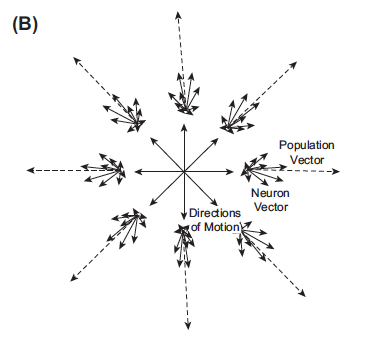 (B)
Population
Vector
Neuron
Vector
Directions
of Motion